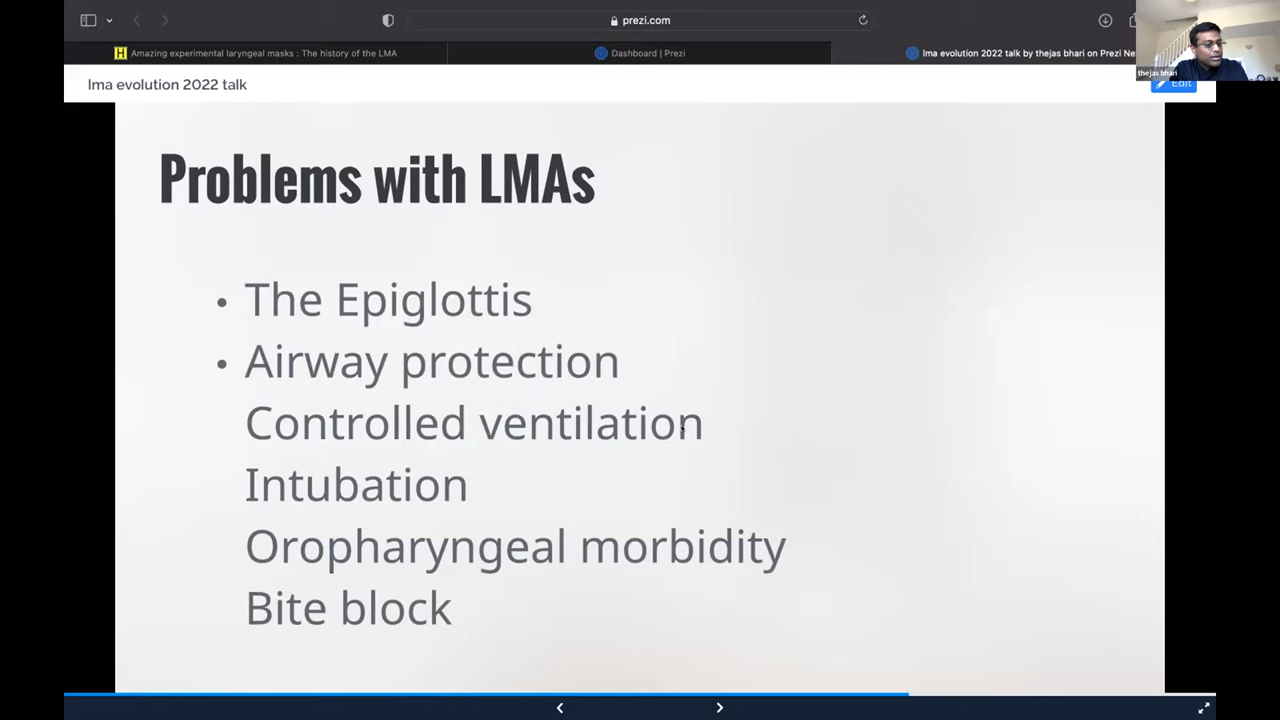 prezi.com
Amazing experimental laryngeal masks : The history of the LMA
Dashboard | Prezi
lma evolution 2022 talk by thejas bhari on Prezi Ne
thejas bhari
lma evolution 2022 talk
Edit
Problems with LMAs
• The Epiglottis
• Airway protection
Controlled ventilation
Intubation
Oropharyngeal morbidity
Bite block